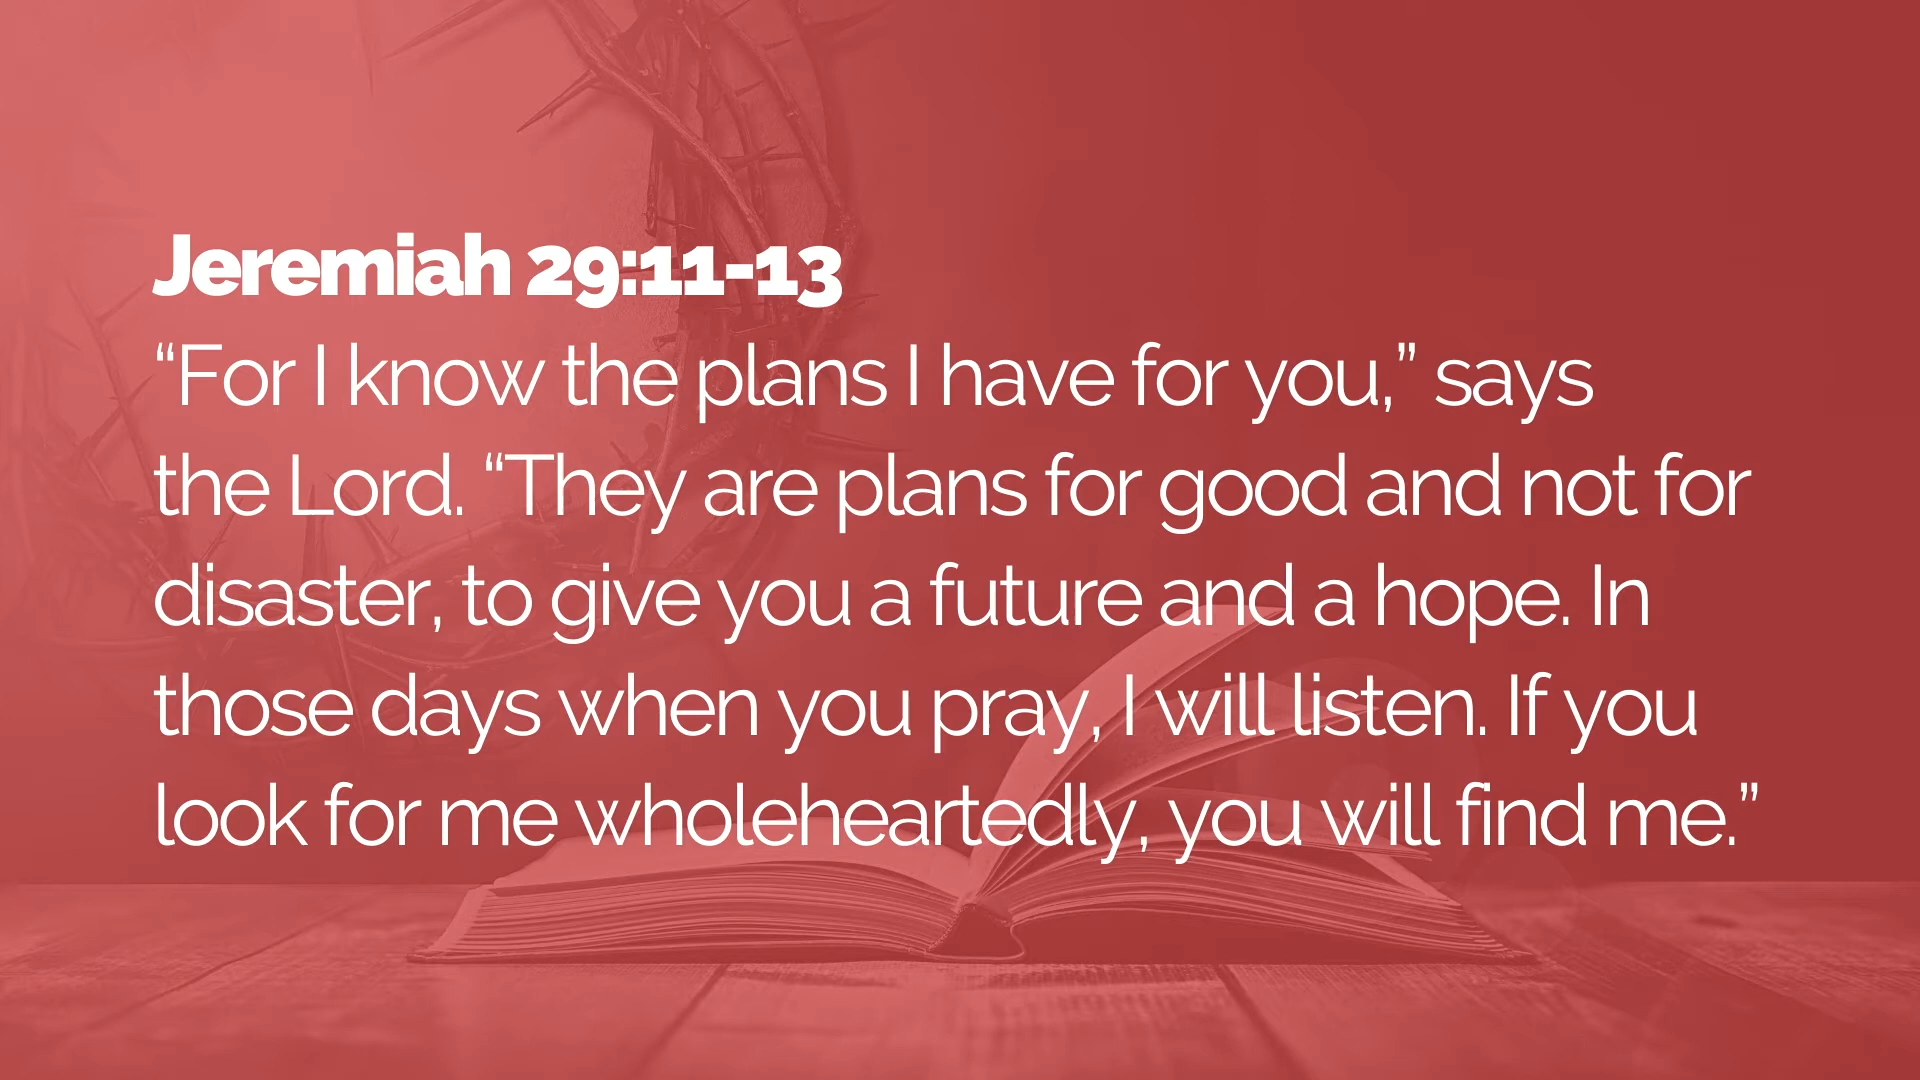 Jeremiah 29:11-13
“For I know the plans I have for you,” says
the Lord. “They are plans for good and not for
disaster, to give you a future and a hope. In
those days when you pray, I will listen. If you
look for me wholeheartedly, you will find me.”